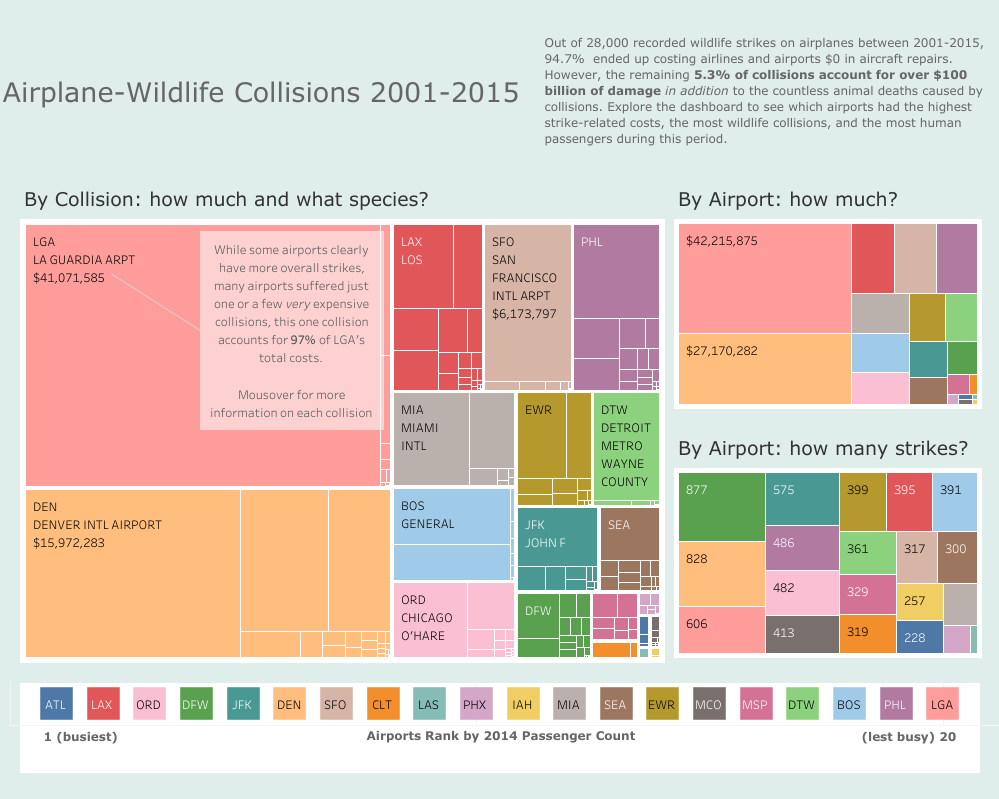 Airplane-Wildlife Collisions 2001-2015
Out of 28,000 recorded wildlife strikes on airplanes between 2001-2015,
94.7%  ended up costing airlines and airports $0 in aircraft repairs.
However, the remaining 5.3% of collisions account for over $100
billion of damage in addition to the countless animal deaths caused by
collisions. Explore the dashboard to see which airports had the highest
strike-related costs, the most wildlife collisions, and the most human
passengers during this period.
By Collision: how much and what species?
LGA
LA GUARDIA ARPT
$41,071,585
While some airports clearly
have more overall strikes,
many airports suffered just
one or a few very expensive
collisions, this one collision
accounts for 97% of LGA's
total costs.
Mousover for more
information on each collision
LAX
LOS
SFO
SAN
FRANCISCO
INTL ARPT
$6,173,797
PHL
MIA
MIAMI
INTL
EWR
DTW
DETROIT
METRO
WAYNE
COUNTY
DEN
DENVER INTL AIRPORT
$15,972,283
BOS
GENERAL
JFK
JOHN F
SEA
ORD
CHICAGO
O'HARE
DFW
By Airport: how much?
$42,215,875
$27,170,282
By Airport: how many strikes?
877
575
399
395
391
828
486
361
317
300
606
482
329
257
413
319
228
ATL LAX ORD DFW JFK DEN SFO CLT LAS PHX IAH MIA SEA EWR MCO MSP DTW BOS PHL LGA
1 (busiest) Airports Rank by 2014 Passenger Count (lest busy) 20